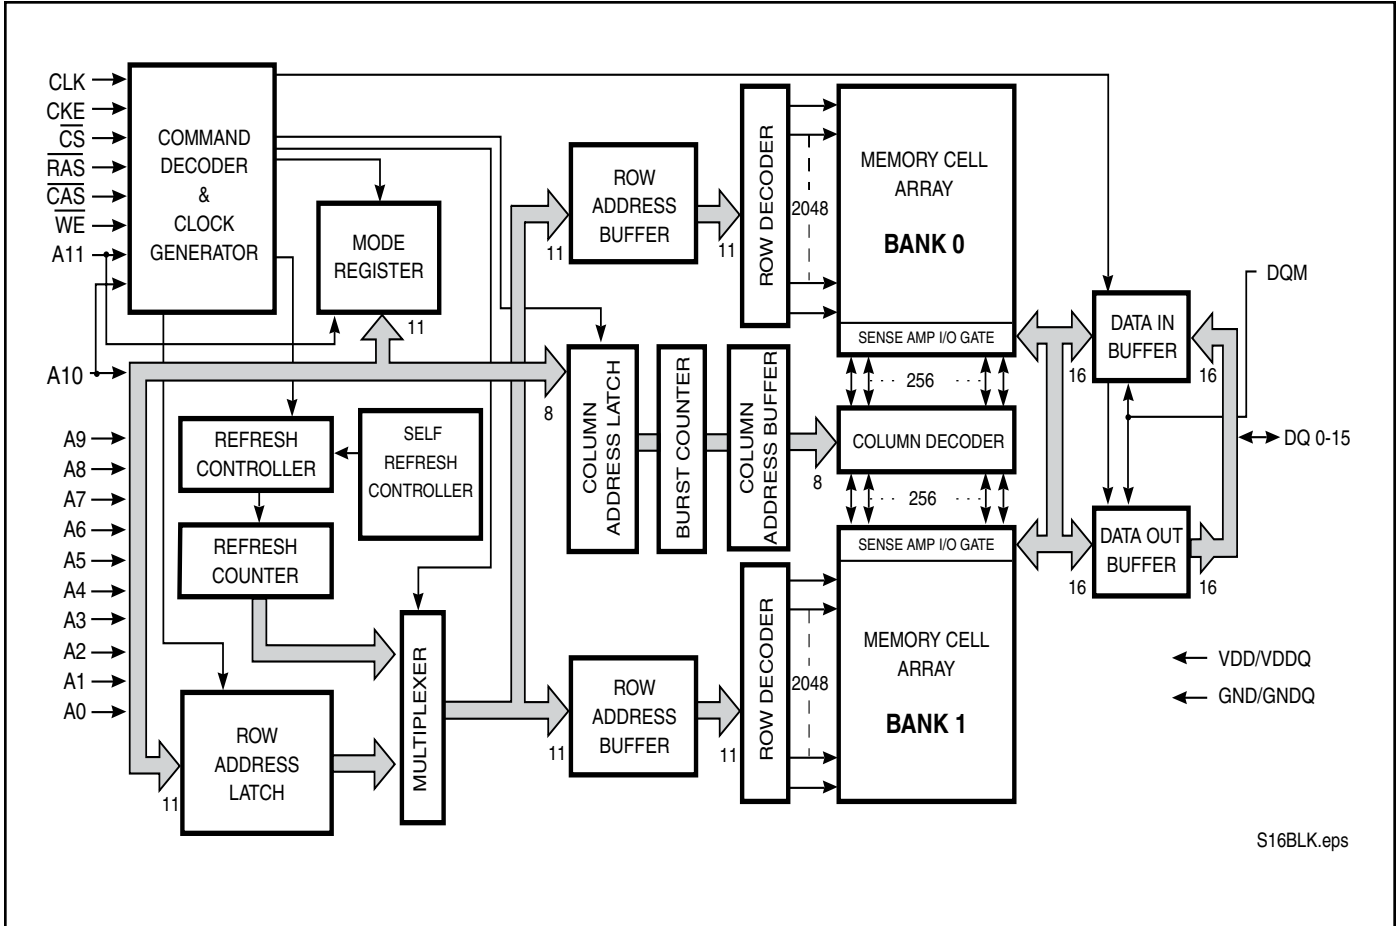 CLK
CKE
CS
RAS
CAS
WE
A11
A10
A9
A8
A7
A6
A5
A4
A3
A2
A1
A0
COMMAND
DECODER
&
CLOCK
GENERATOR
MODE
REGISTER
11
REFRESH
CONTROLLER
SELF
REFRESH
CONTROLLER
REFRESH
COUNTER
ROW
ADDRESS
LATCH
11
MULTIPLEXER
ROW
ADDRESS
BUFFER
11
11
ROW DECODER
2048
MEMORY CELL
ARRAY
BANK 0
SENSE AMP I/O GATE
8
COLUMN
ADDRESS LATCH
BURST COUNTER
COLUMN
ADDRESS BUFFER
8
256
COLUMN DECODER
256
ROW
ADDRESS
BUFFER
11
11
ROW DECODER
2048
SENSE AMP I/O GATE
MEMORY CELL
ARRAY
BANK 1
DQM
DATA IN
BUFFER
16
16
DQ 0-15
DATA OUT
BUFFER
16
16
VDD/VDDQ
GND/GNDQ
S16BLK.eps